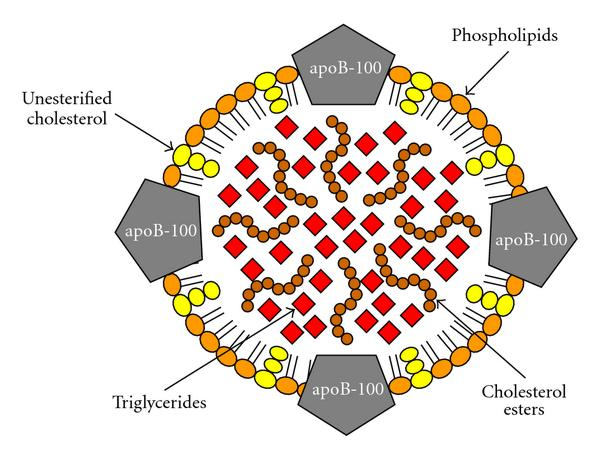 Phospholipids
apoB-100
Unesterified
cholesterol
apoB-100
apoB-100
apoB-100
Triglycerides
Cholesterol
esters